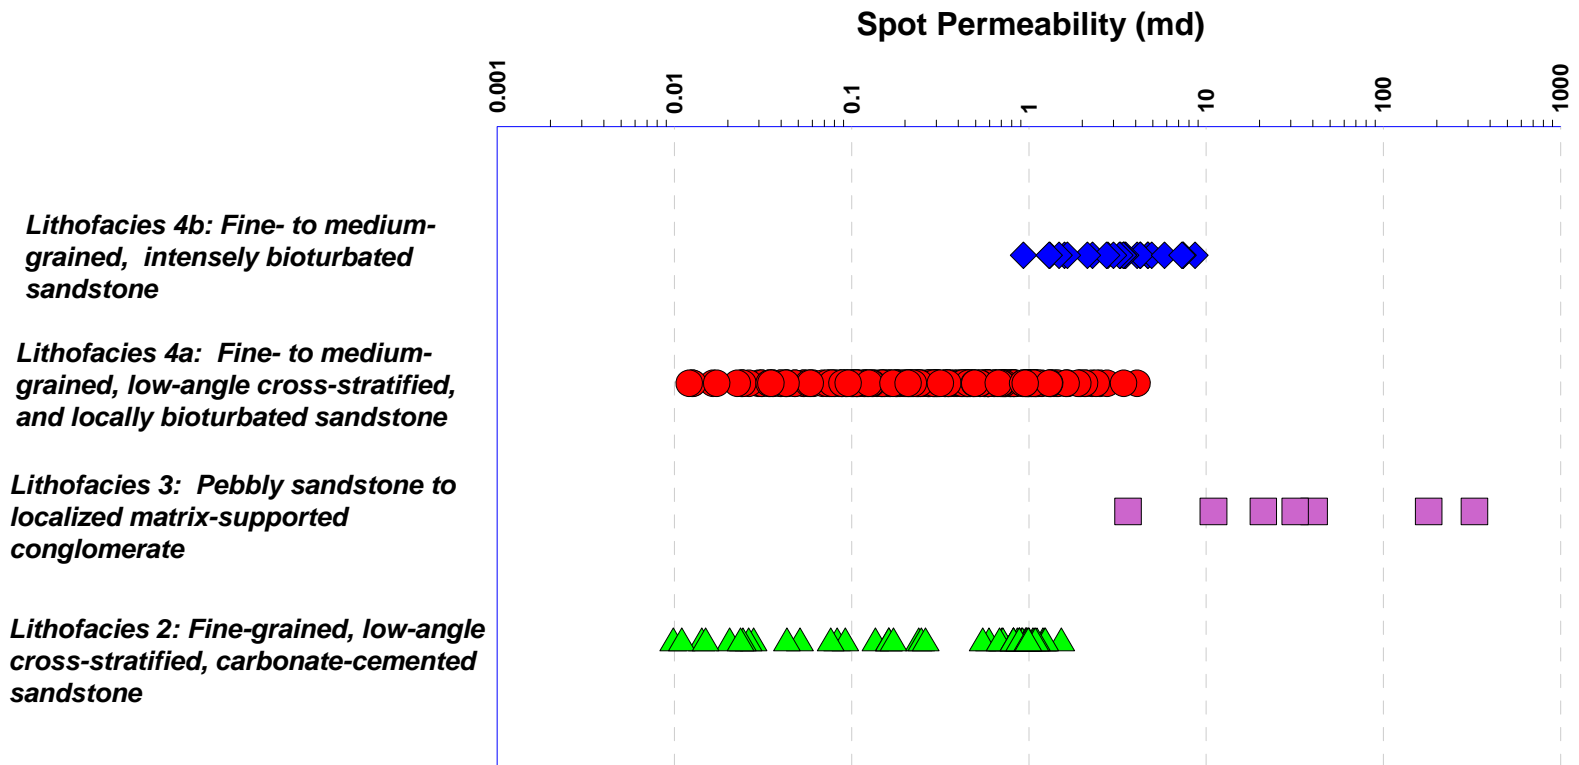 Spot Permeability (md)
0.001
0.01
0.1
1
10
100
1000
Lithofacies 4b: Fine- to medium-
grained,  intensely bioturbated
sandstone
Lithofacies 4a:  Fine- to medium-
grained, low-angle cross-stratified,
and locally bioturbated sandstone
Lithofacies 3:  Pebbly sandstone to
localized matrix-supported
conglomerate
Lithofacies 2: Fine-grained, low-angle
cross-stratified, carbonate-cemented
sandstone